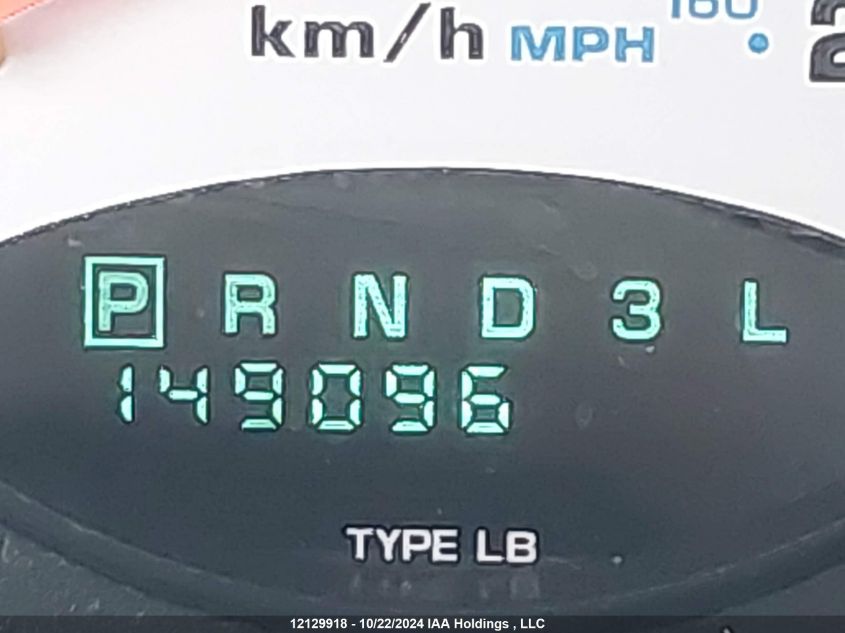 km/h MPH 160
P R N D 3 L
149096
TYPE LB
12129918 - 10/22/2024 IAA Holdings , LLC